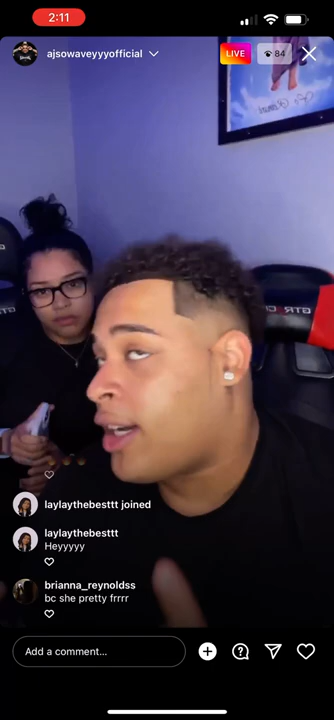 2:11
ajsowaveyyyofficial
LIVE
84
laylaythebesttt joined
laylaythebesttt
Heyyyyy
brianna_reynoldss
bc she pretty frrrr
Add a comment...